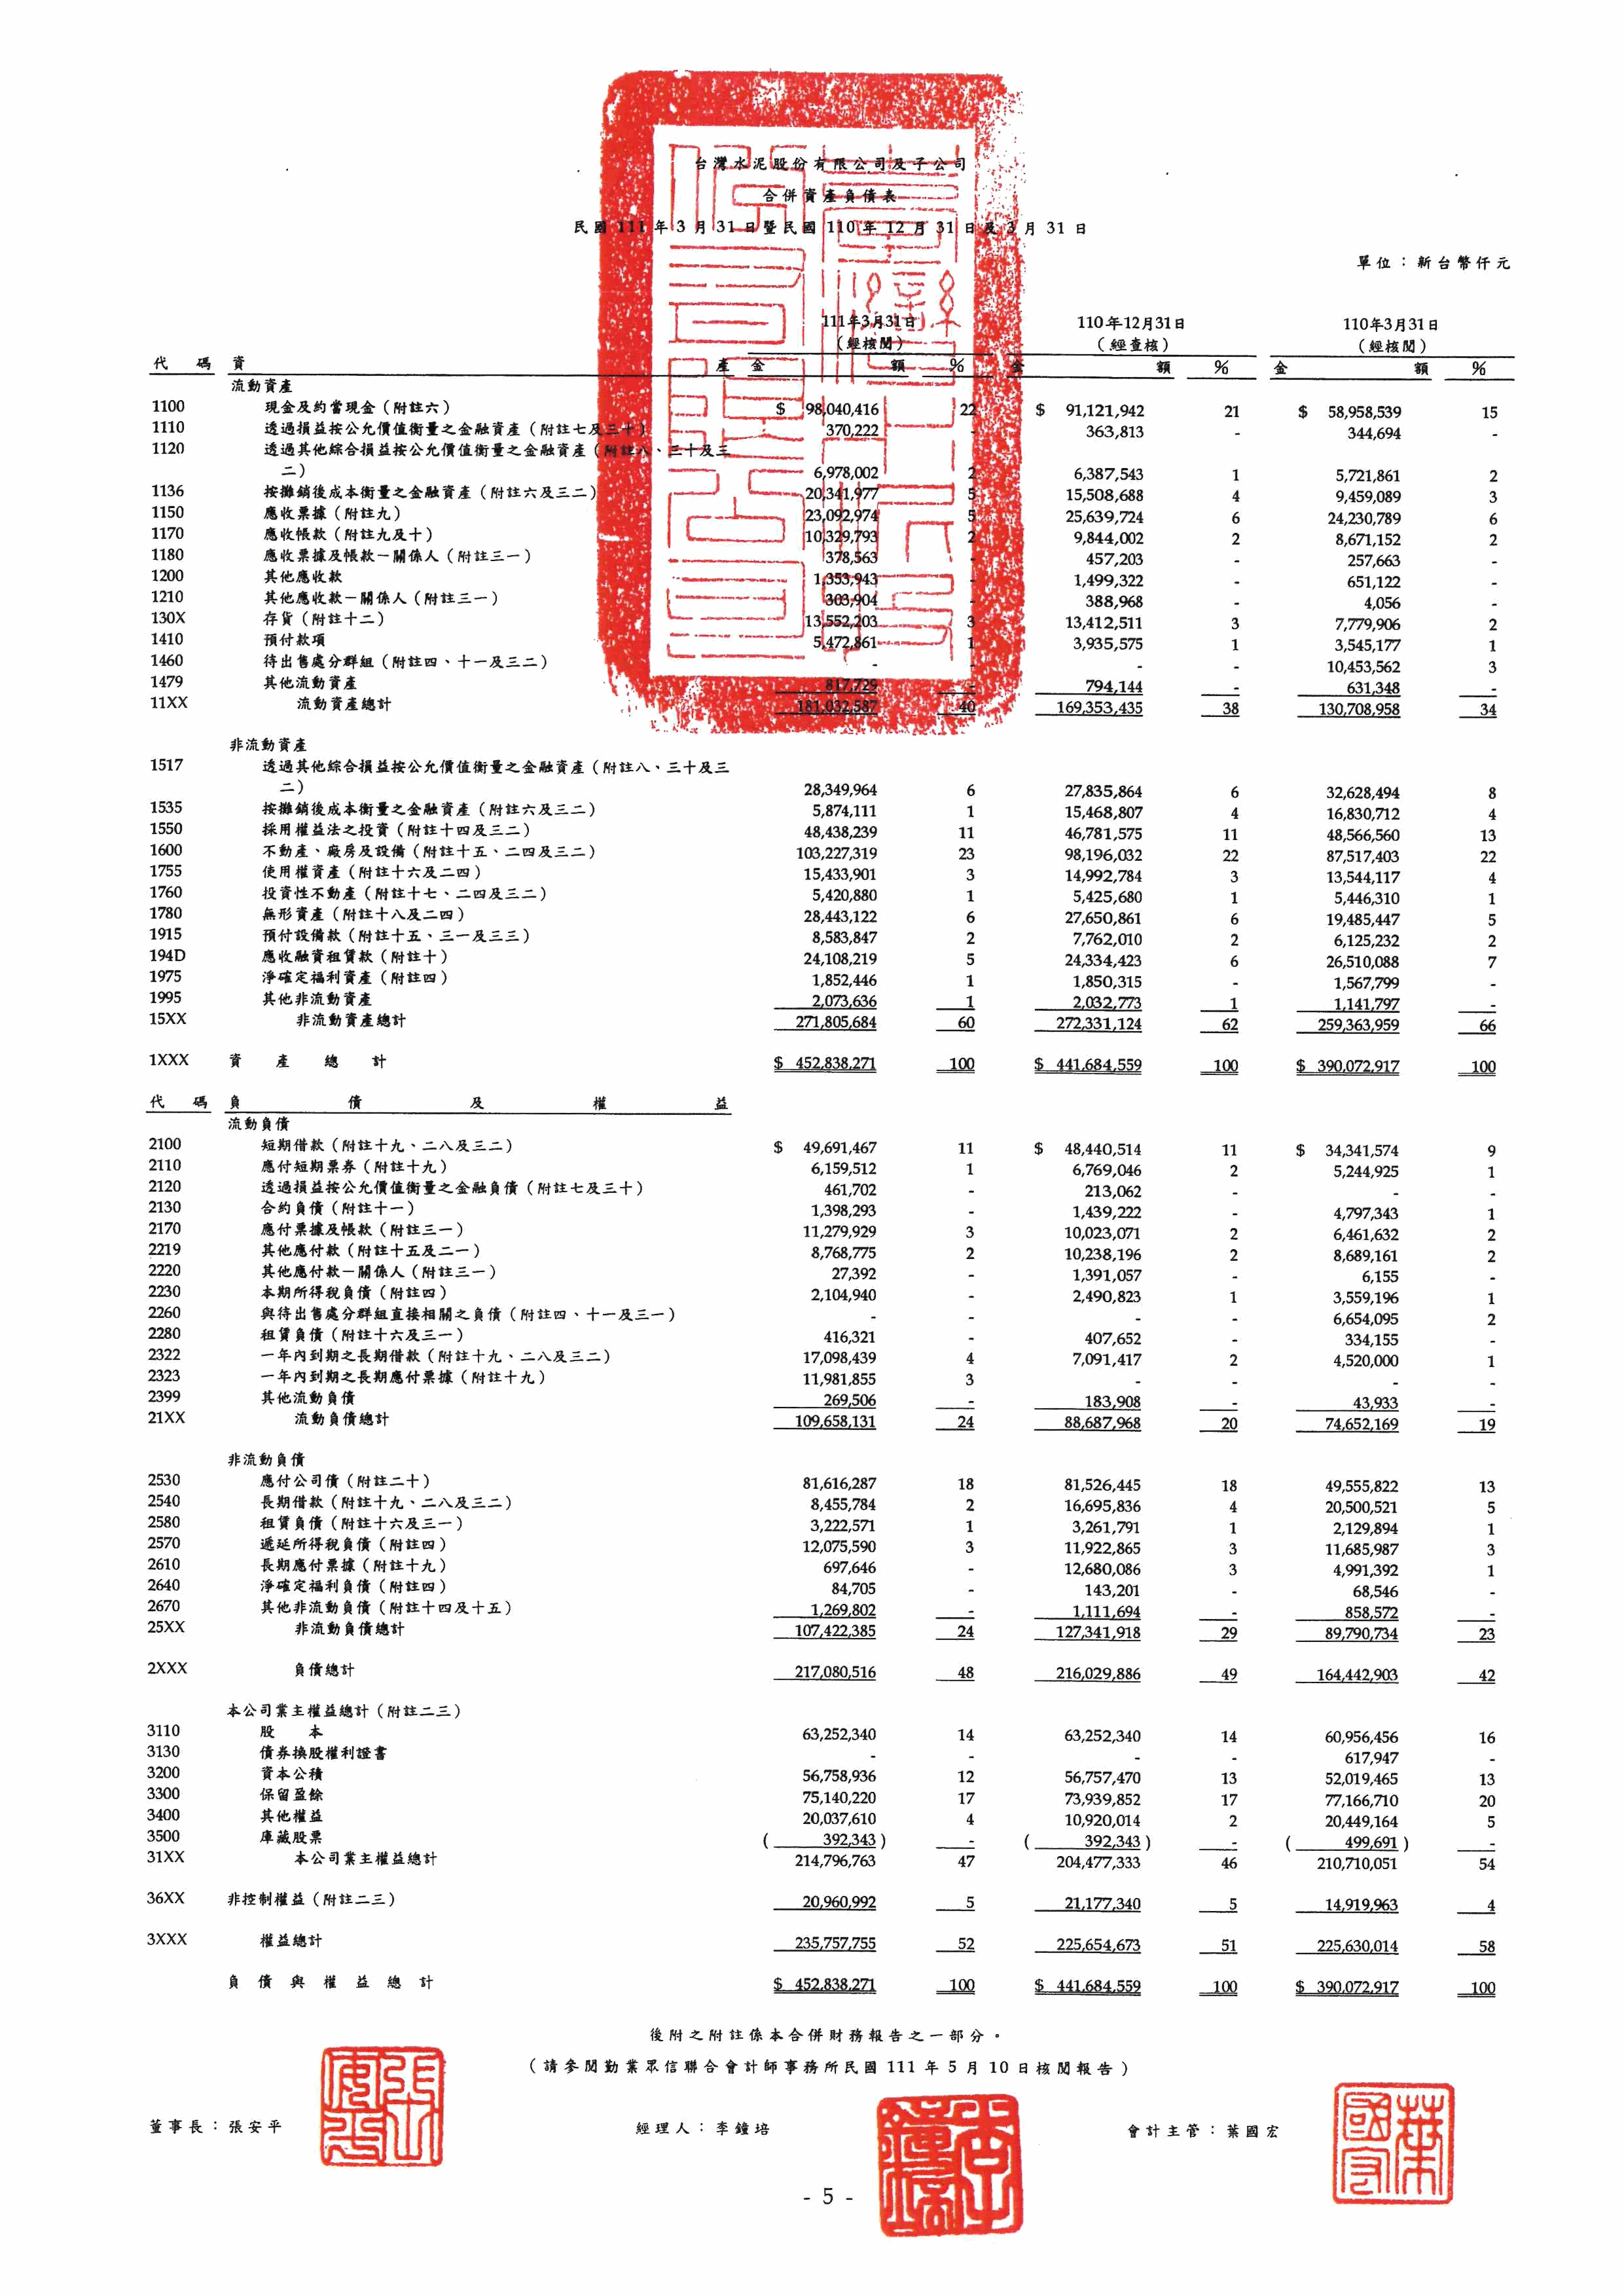 台灣水泥股份有限公司及子公司
合併資產負債表
民國 111 年 3 月 31 日暨民國 110 年 12 月 31 日及 3 月 31 日
單位：新台幣仟元
111年3月31日 110年12月31日 110年3月31日
（經核閱） （經查核） （經核閱）
代 碼 資 產 金 額 % 金 額 % 金 額 %
流動資產
1100 現金及約當現金（附註六） $ 98,040,416 22 $ 91,121,942 21 $ 58,958,539 15
1110 透過損益按公允價值衡量之金融資產（附註七及三十） 370,222 - 363,813 - 344,694 -
1120 透過其他綜合損益按公允價值衡量之金融資產（附註八、三十及三
二） 6,978,002 2 6,387,543 1 5,721,861 2
1136 按攤銷後成本衡量之金融資產（附註六及三二） 20,341,977 5 15,508,688 4 9,459,089 3
1150 應收票據（附註九） 23,092,974 5 25,639,724 6 24,230,789 6
1170 應收帳款（附註九及十） 10,329,793 2 9,844,002 2 8,671,152 2
1180 應收票據及帳款－關係人（附註三一） 378,563 - 457,203 - 257,663 -
1200 其他應收款 1,353,943 - 1,499,322 - 651,122 -
1210 其他應收款－關係人（附註三一） 303,904 - 388,968 - 4,056 -
130X 存貨（附註十二） 13,552,203 3 13,412,511 3 7,779,906 2
1410 預付款項 5,472,861 1 3,935,575 1 3,545,177 1
1460 待出售處分群組（附註四、十一及三二） - - - - 10,453,562 3
1479 其他流動資產 817,729 - 794,144 - 631,348 -
11XX 流動資產總計 181,032,587 40 169,353,435 38 130,708,958 34
非流動資產
1517 透過其他綜合損益按公允價值衡量之金融資產（附註八、三十及三
二） 28,349,964 6 27,835,864 6 32,628,494 8
1535 按攤銷後成本衡量之金融資產（附註六及三二） 5,874,111 1 15,468,807 4 16,830,712 4
1550 採用權益法之投資（附註十四及三二） 48,438,239 11 46,781,575 11 48,566,560 13
1600 不動產、廠房及設備（附註十五、二四及三二） 103,227,319 23 98,196,032 22 87,517,403 22
1755 使用權資產（附註十六及二四） 15,433,901 3 14,992,784 3 13,544,117 4
1760 投資性不動產（附註十七、二四及三二） 5,420,880 1 5,425,680 1 5,446,310 1
1780 無形資產（附註十八及二四） 28,443,122 6 27,650,861 6 19,485,447 5
1915 預付設備款（附註十五、三一及三三） 8,583,847 2 7,762,010 2 6,125,232 2
194D 應收融資租賃款（附註十） 24,108,219 5 24,334,423 6 26,510,088 7
1975 淨確定福利資產（附註四） 1,852,446 1 1,850,315 - 1,567,799 -
1995 其他非流動資產 2,073,636 1 2,032,773 1 1,141,797 -
15XX 非流動資產總計 271,805,684 60 272,331,124 62 259,363,959 66
1XXX 資 產 總 計 $ 452,838,271 100 $ 441,684,559 100 $ 390,072,917 100
代 碼 負 債 及 權 益
流動負債
2100 短期借款（附註十九、二八及三二） $ 49,691,467 11 $ 48,440,514 11 $ 34,341,574 9
2110 應付短期票券（附註十九） 6,159,512 1 6,769,046 2 5,244,925 1
2120 透過損益按公允價值衡量之金融負債（附註七及三十） 461,702 - 213,062 - - -
2130 合約負債（附註十一） 1,398,293 - 1,439,222 - 4,797,343 1
2170 應付票據及帳款（附註三一） 11,279,929 3 10,023,071 2 6,461,632 2
2219 其他應付款（附註十五及二一） 8,768,775 2 10,238,196 2 8,689,161 2
2220 其他應付款－關係人（附註三一） 27,392 - 1,391,057 - 6,155 -
2230 本期所得稅負債（附註四） 2,104,940 - 2,490,823 1 3,559,196 1
2260 與待出售處分群組直接相關之負債（附註四、十一及三一） - - - - 6,654,095 2
2280 租賃負債（附註十六及三一） 416,321 - 407,652 - 334,155 -
2322 一年內到期之長期借款（附註十九、二八及三二） 17,098,439 4 7,091,417 2 4,520,000 1
2323 一年內到期之長期應付票據（附註十九） 11,981,855 3 - - - -
2399 其他流動負債 269,506 - 183,908 - 43,933 -
21XX 流動負債總計 109,658,131 24 88,687,968 20 74,652,169 19
非流動負債
2530 應付公司債（附註二十） 81,616,287 18 81,526,445 18 49,555,822 13
2540 長期借款（附註十九、二八及三二） 8,455,784 2 16,695,836 4 20,500,521 5
2580 租賃負債（附註十六及三一） 3,222,571 1 3,261,791 1 2,129,894 1
2570 遞延所得稅負債（附註四） 12,075,590 3 11,922,865 3 11,685,987 3
2610 長期應付票據（附註十九） 697,646 - 12,680,086 3 4,991,392 1
2640 淨確定福利負債（附註四） 84,705 - 143,201 - 68,546 -
2670 其他非流動負債（附註十四及十五） 1,269,802 - 1,111,694 - 858,572 -
25XX 非流動負債總計 107,422,385 24 127,341,918 29 89,790,734 23
2XXX 負債總計 217,080,516 48 216,029,886 49 164,442,903 42
本公司業主權益總計（附註二三）
3110 股 本 63,252,340 14 63,252,340 14 60,956,456 16
3130 債券換股權利證書 - - - - 617,947 -
3200 資本公積 56,758,936 12 56,757,470 13 52,019,465 13
3300 保留盈餘 75,140,220 17 73,939,852 17 77,166,710 20
3400 其他權益 20,037,610 4 10,920,014 2 20,449,164 5
3500 庫藏股票 ( 392,343 ) - ( 392,343 ) - ( 499,691 ) -
31XX 本公司業主權益總計 214,796,763 47 204,477,333 46 210,710,051 54
36XX 非控制權益（附註二三） 20,960,992 5 21,177,340 5 14,919,963 4
3XXX 權益總計 235,757,755 52 225,654,673 51 225,630,014 58
負 債 與 權 益 總 計 $ 452,838,271 100 $ 441,684,559 100 $ 390,072,917 100
後附之附註係本合併財務報告之一部分。
（請參閱勤業眾信聯合會計師事務所民國 111 年 5 月 10 日核閱報告）
董事長：張安平 經理人：李鐘培 會計主管：葉國宏
- 5 -